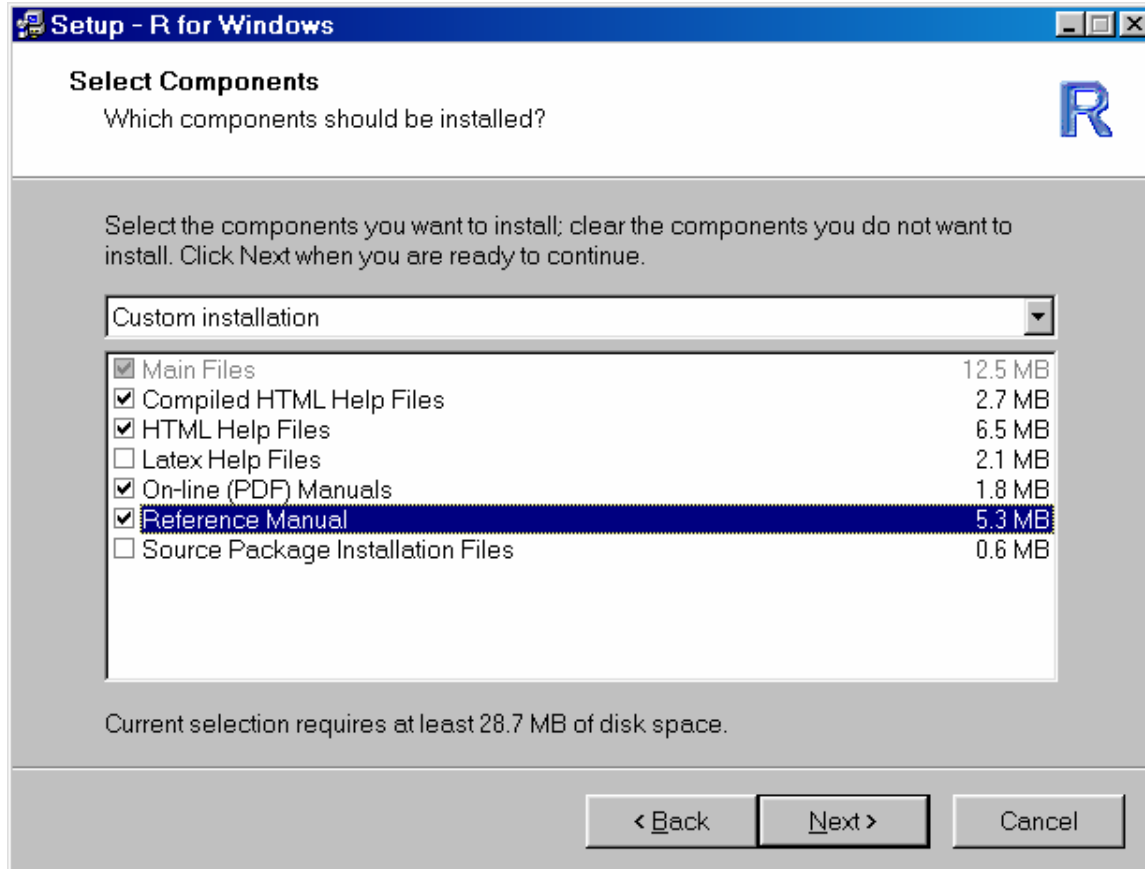 Setup - R for Windows
Select Components
Which components should be installed?
R
Select the components you want to install; clear the components you do not want to
install. Click Next when you are ready to continue.
Custom installation
Main Files 12.5 MB
Compiled HTML Help Files 2.7 MB
HTML Help Files 6.5 MB
Latex Help Files 2.1 MB
On-line (PDF) Manuals 1.8 MB
Reference Manual 5.3 MB
Source Package Installation Files 0.6 MB
Current selection requires at least 28.7 MB of disk space.
< Back Next > Cancel